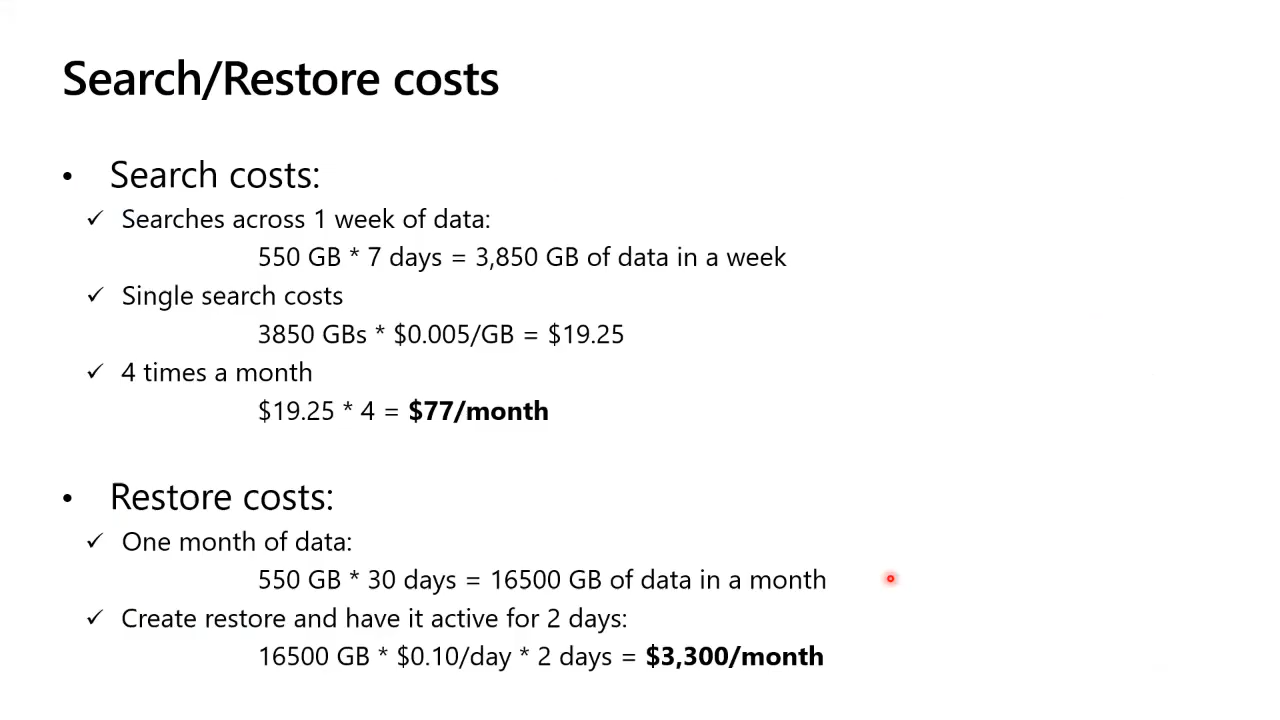 Search/Restore costs
• Search costs:
✓ Searches across 1 week of data:
550 GB * 7 days = 3,850 GB of data in a week
✓ Single search costs
3850 GBs * $0.005/GB = $19.25
✓ 4 times a month
$19.25 * 4 = $77/month
• Restore costs:
✓ One month of data:
550 GB * 30 days = 16500 GB of data in a month
✓ Create restore and have it active for 2 days:
16500 GB * $0.10/day * 2 days = $3,300/month